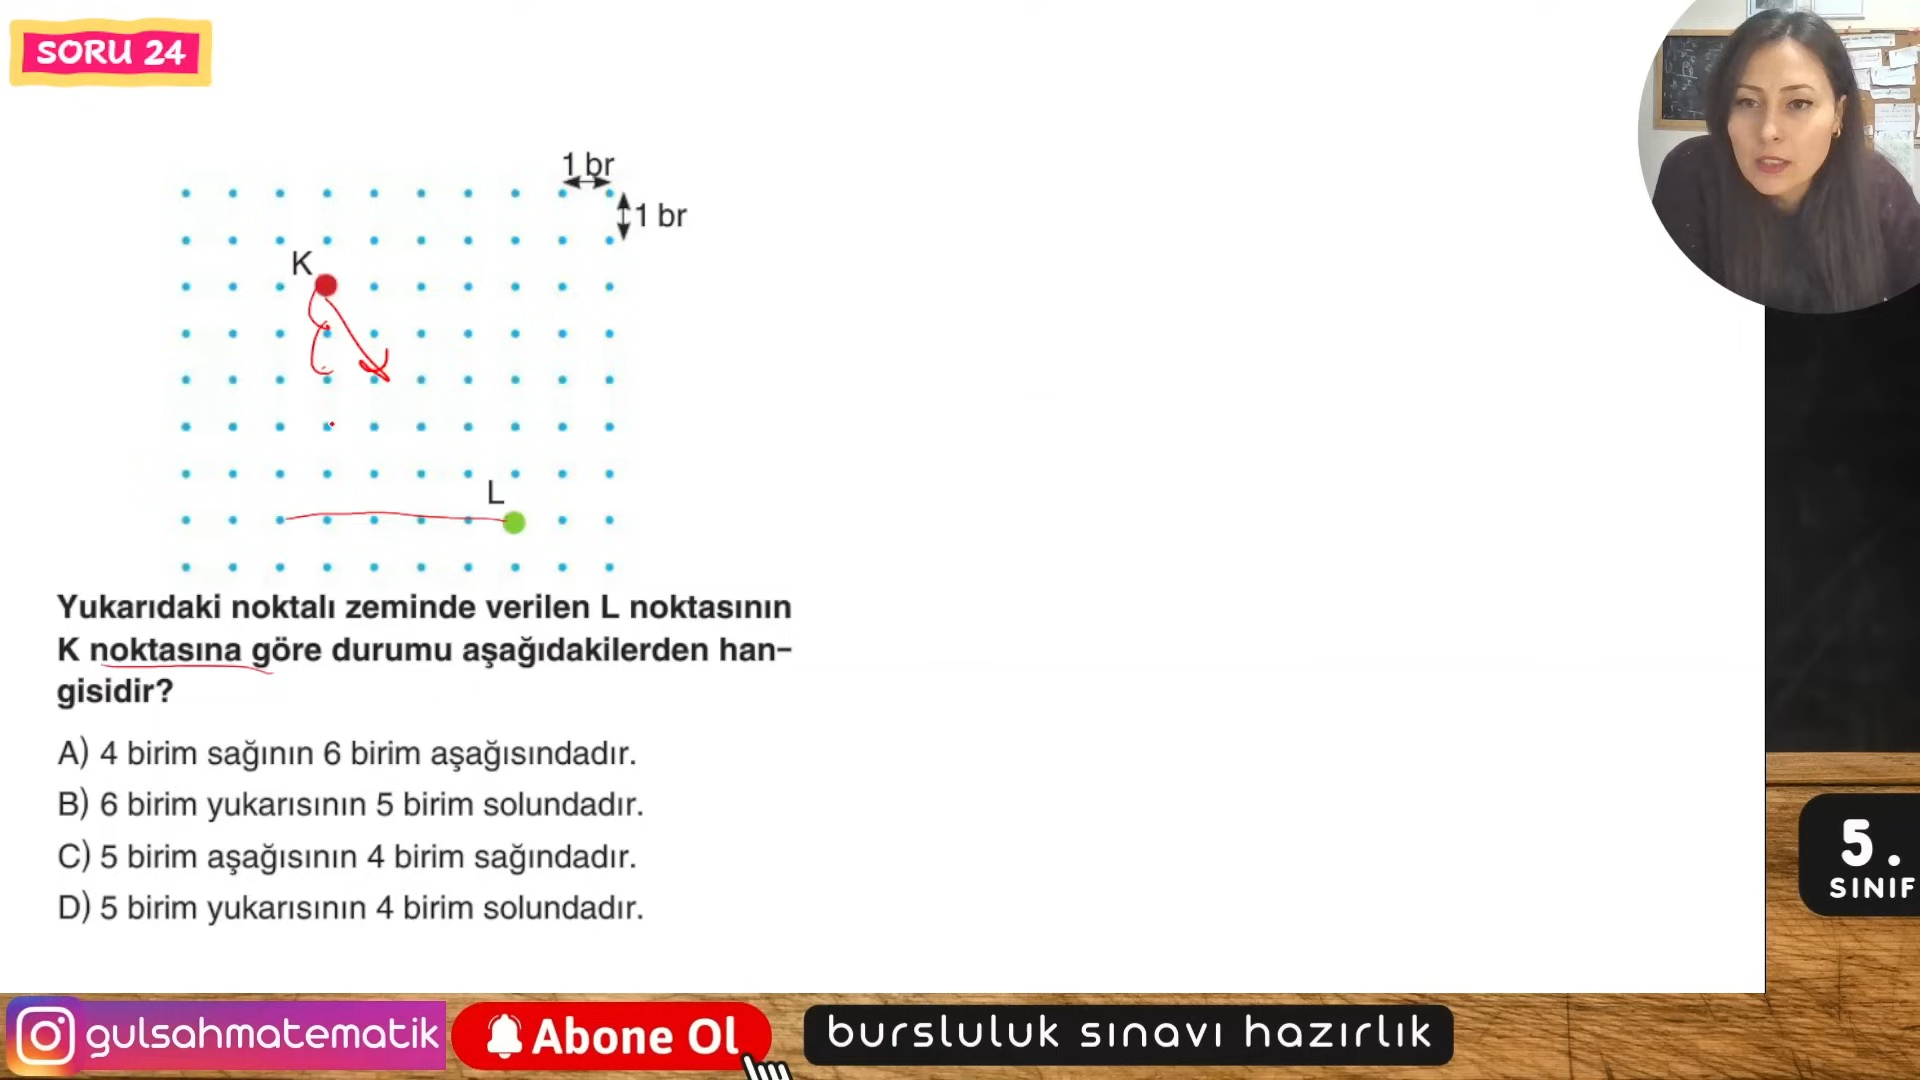 SORU 24
1 br
1 br
K
L
Yukarıdaki noktalı zeminde verilen L noktasının
K noktasına göre durumu aşağıdakilerden han-
gisidir?
A) 4 birim sağının 6 birim aşağısındadır.
B) 6 birim yukarısının 5 birim solundadır.
C) 5 birim aşağısının 4 birim sağındadır.
D) 5 birim yukarısının 4 birim solundadır.
5.
SINIF
gulsahmatematik
Abone Ol
bursluluk sınavı hazırlık